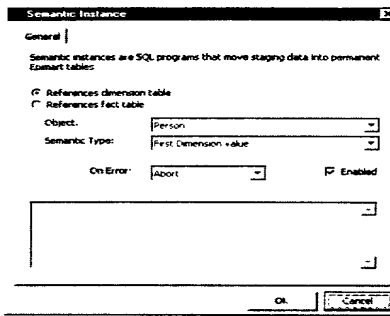 Semantic Instance
General
Semantic instances are SQL programs that move staging data into permanent
Epimart tables
References dimension table
References fact table
Object: Person
Semantic Type: First Dimension value
On Error: Abort Enabled
OK Cancel